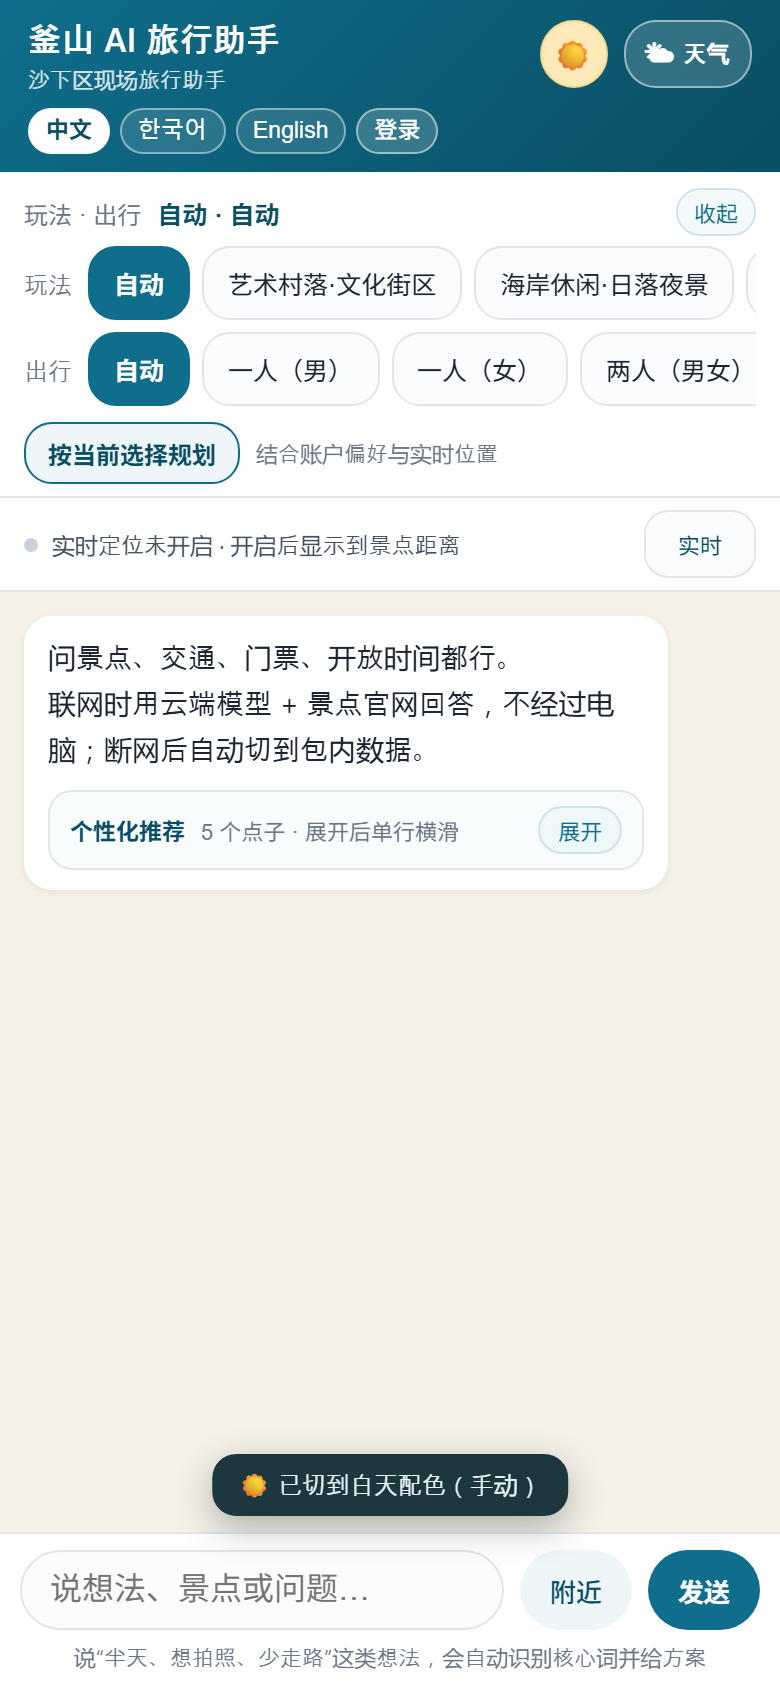 釜山 AI 旅行助手
沙下区现场旅行助手
天气
中文 한국어 English 登录
玩法 · 出行 自动 · 自动 收起
玩法 自动 艺术村落·文化街区 海岸休闲·日落夜景
出行 自动 一人（男） 一人（女） 两人（男女）
按当前选择规划 结合账户偏好与实时位置
实时定位未开启 · 开启后显示到景点距离 实时
问景点、交通、门票、开放时间都行。
联网时用云端模型 + 景点官网回答，不经过电
脑；断网后自动切到包内数据。
个性化推荐 5 个点子 · 展开后单行横滑 展开
已切到白天配色（手动）
说想法、景点或问题… 附近 发送
说“半天、想拍照、少走路”这类想法，会自动识别核心词并给方案